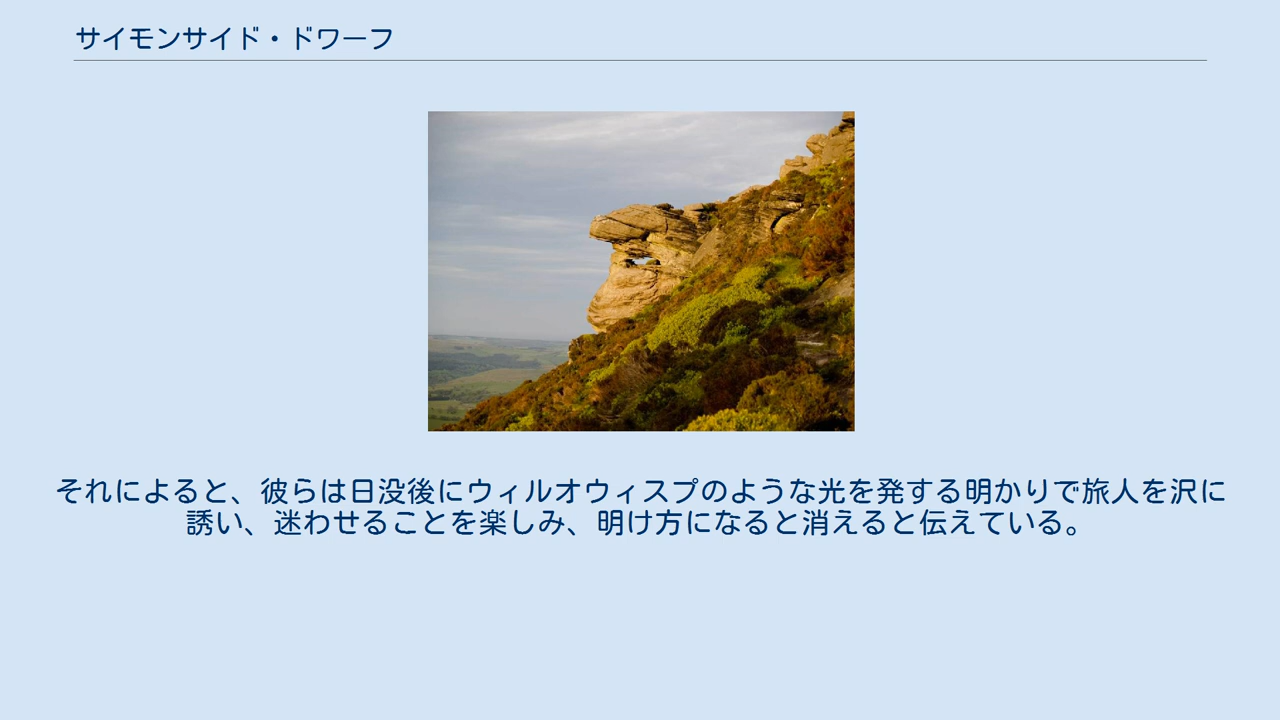 サイモンサイド・ドワーフ
それによると、彼らは日没後にウィルオウィスプのような光を発する明かりで旅人を沢に
誘い、迷わせることを楽しみ、明け方になると消えると伝えている。